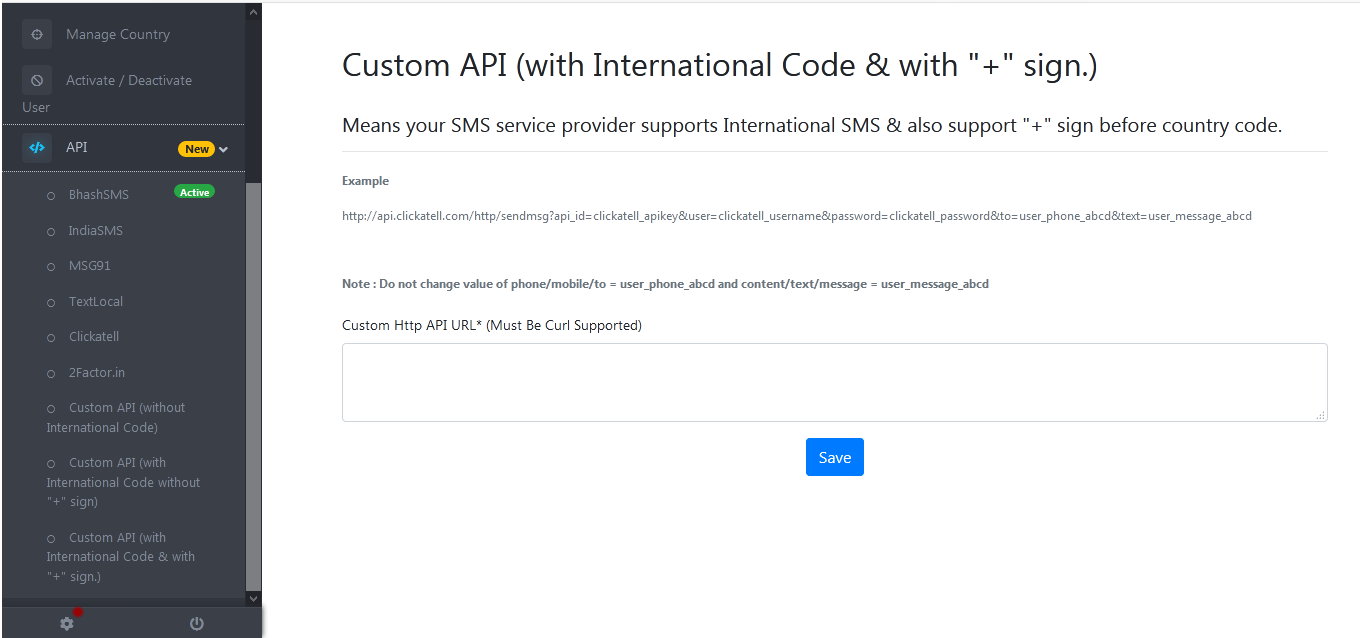 Manage Country
Activate / Deactivate
User
API
New
BhashSMS
Active
IndiaSMS
MSG91
TextLocal
Clickatell
2Factor.in
Custom API (without
International Code)
Custom API (with
International Code without
"+" sign)
Custom API (with
International Code & with
"+" sign.)
Custom API (with International Code & with "+" sign.)
Means your SMS service provider supports International SMS & also support "+" sign before country code.
Example
http://api.clickatell.com/http/sendmsg?api_id=clickatell_apikey&user=clickatell_username&password=clickatell_password&to=user_phone_abcd&text=user_message_abcd
Note : Do not change value of phone/mobile/to = user_phone_abcd and content/text/message = user_message_abcd
Custom Http API URL* (Must Be Curl Supported)
Save